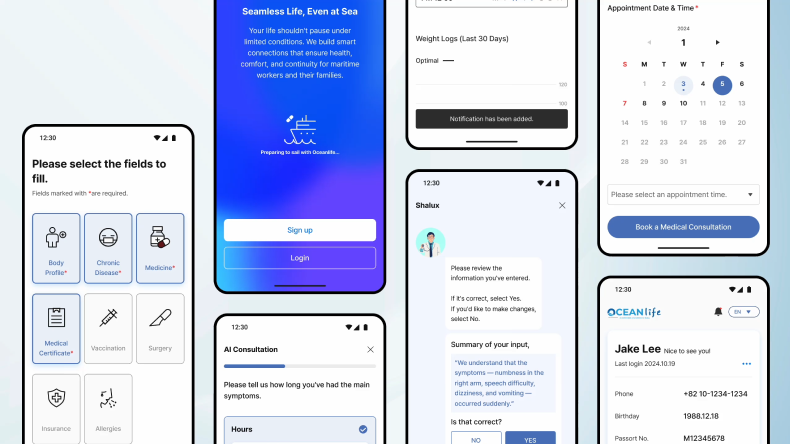 12:30
Please select the fields to
fill.
Fields marked with *are required.
Body
Profile*
Chronic
Disease*
Medicine*
Medical
Certificate*
Vaccination
Surgery
Insurance
Allergies
Seamless Life, Even at Sea
Your life shouldn't pause under
limited conditions. We build smart
connections that ensure health,
comfort, and continuity for maritime
workers and their families.
Preparing to sail with Oceanlife...
Sign up
Login
12:30
AI Consultation
Please tell us how long you've had the main
symptoms.
Hours
Weight Logs (Last 30 Days)
Optimal
120
100
Notification has been added.
12:30
Shalux
Please review the
information you've entered.
If it's correct, select Yes.
If you'd like to make changes,
select No.
Summary of your input,
"We understand that the
symptoms — numbness in the
right arm, speech difficulty,
dizziness, and vomiting —
occurred suddenly."
Is that correct?
NO YES
Appointment Date & Time*
2024
1
S M T W T F S
1 2 3 4 5 6
7 8 9 10 11 12 13
14 15 16 17 18 19 20
21 22 23 24 25 26 27
28 29 30 31
Please select an appointment time.
Book a Medical Consultation
12:30
OCEANlife
EN
Jake Lee Nice to see you!
Last login 2024.10.19
Phone +82 10-1234-1234
Birthday 1988.12.18
Passort No. M12345678